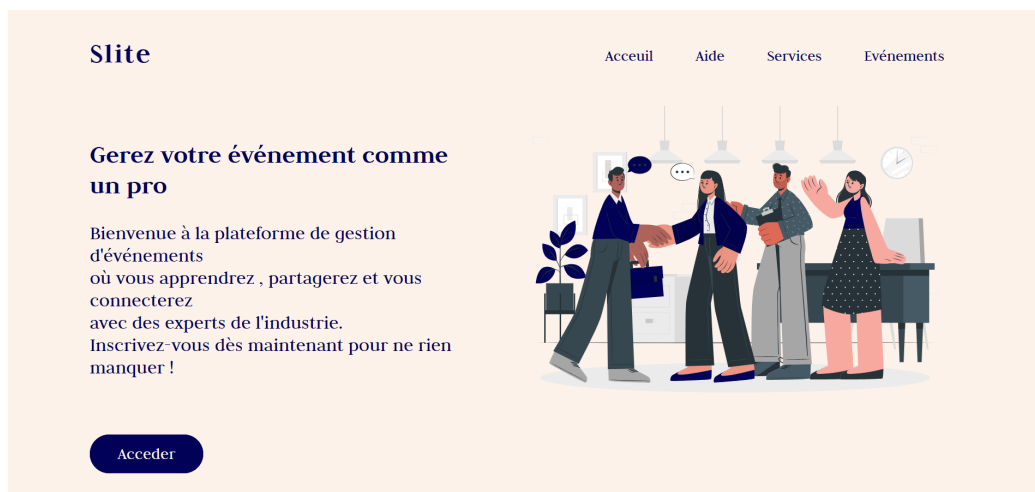 Slite
Acceuil Aide Services Evénements
Gerez votre événement comme
un pro
Bienvenue à la plateforme de gestion
d'événements
où vous apprendrez , partagerez et vous
connecterez
avec des experts de l'industrie.
Inscrivez-vous dès maintenant pour ne rien
manquer !
Acceder